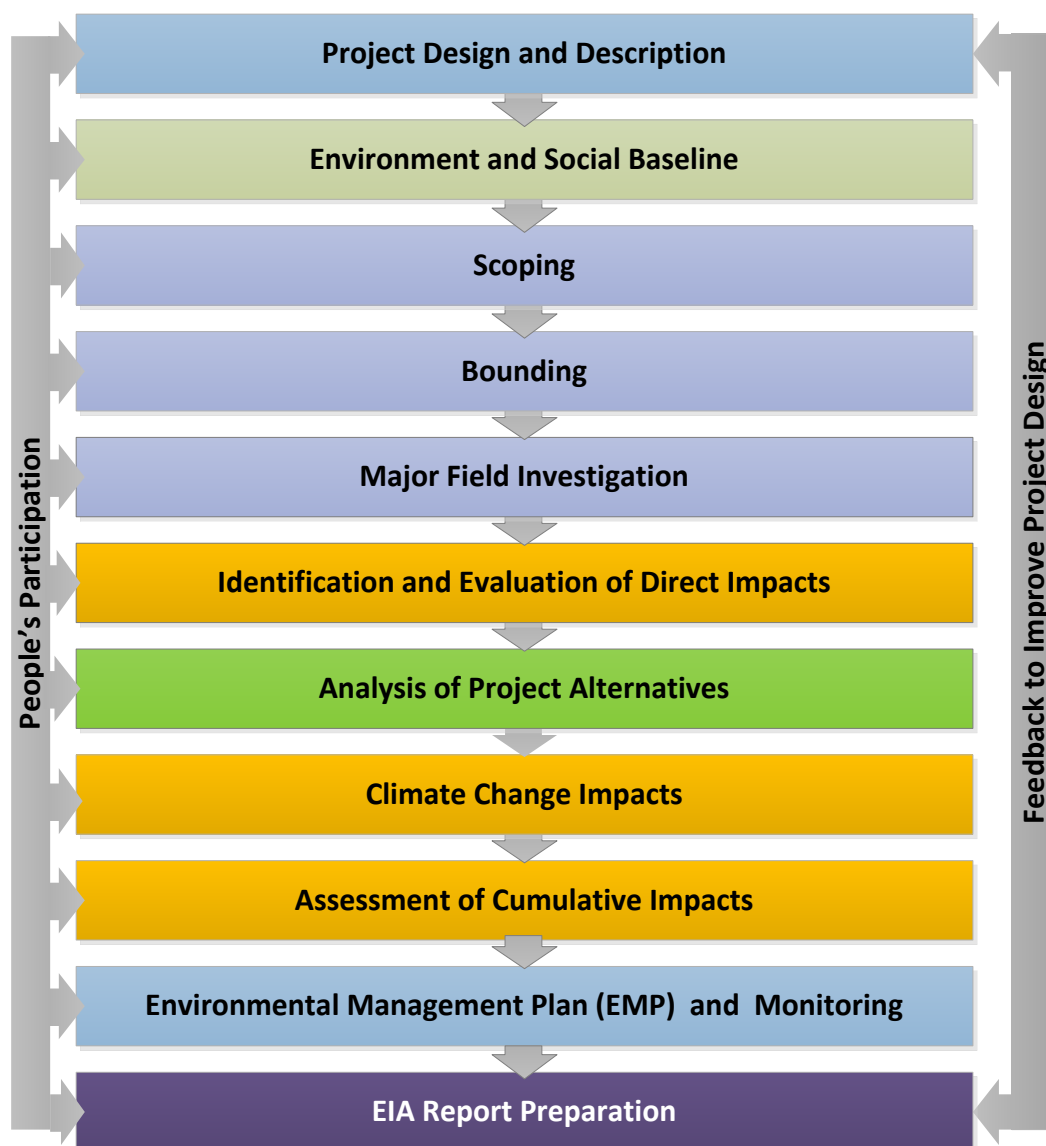 Project Design and Description
Environment and Social Baseline
Scoping
Bounding
Major Field Investigation
Identification and Evaluation of Direct Impacts
Analysis of Project Alternatives
Climate Change Impacts
Assessment of Cumulative Impacts
Environmental Management Plan (EMP)  and  Monitoring
EIA Report Preparation
People’s Participation
Feedback to Improve Project Design